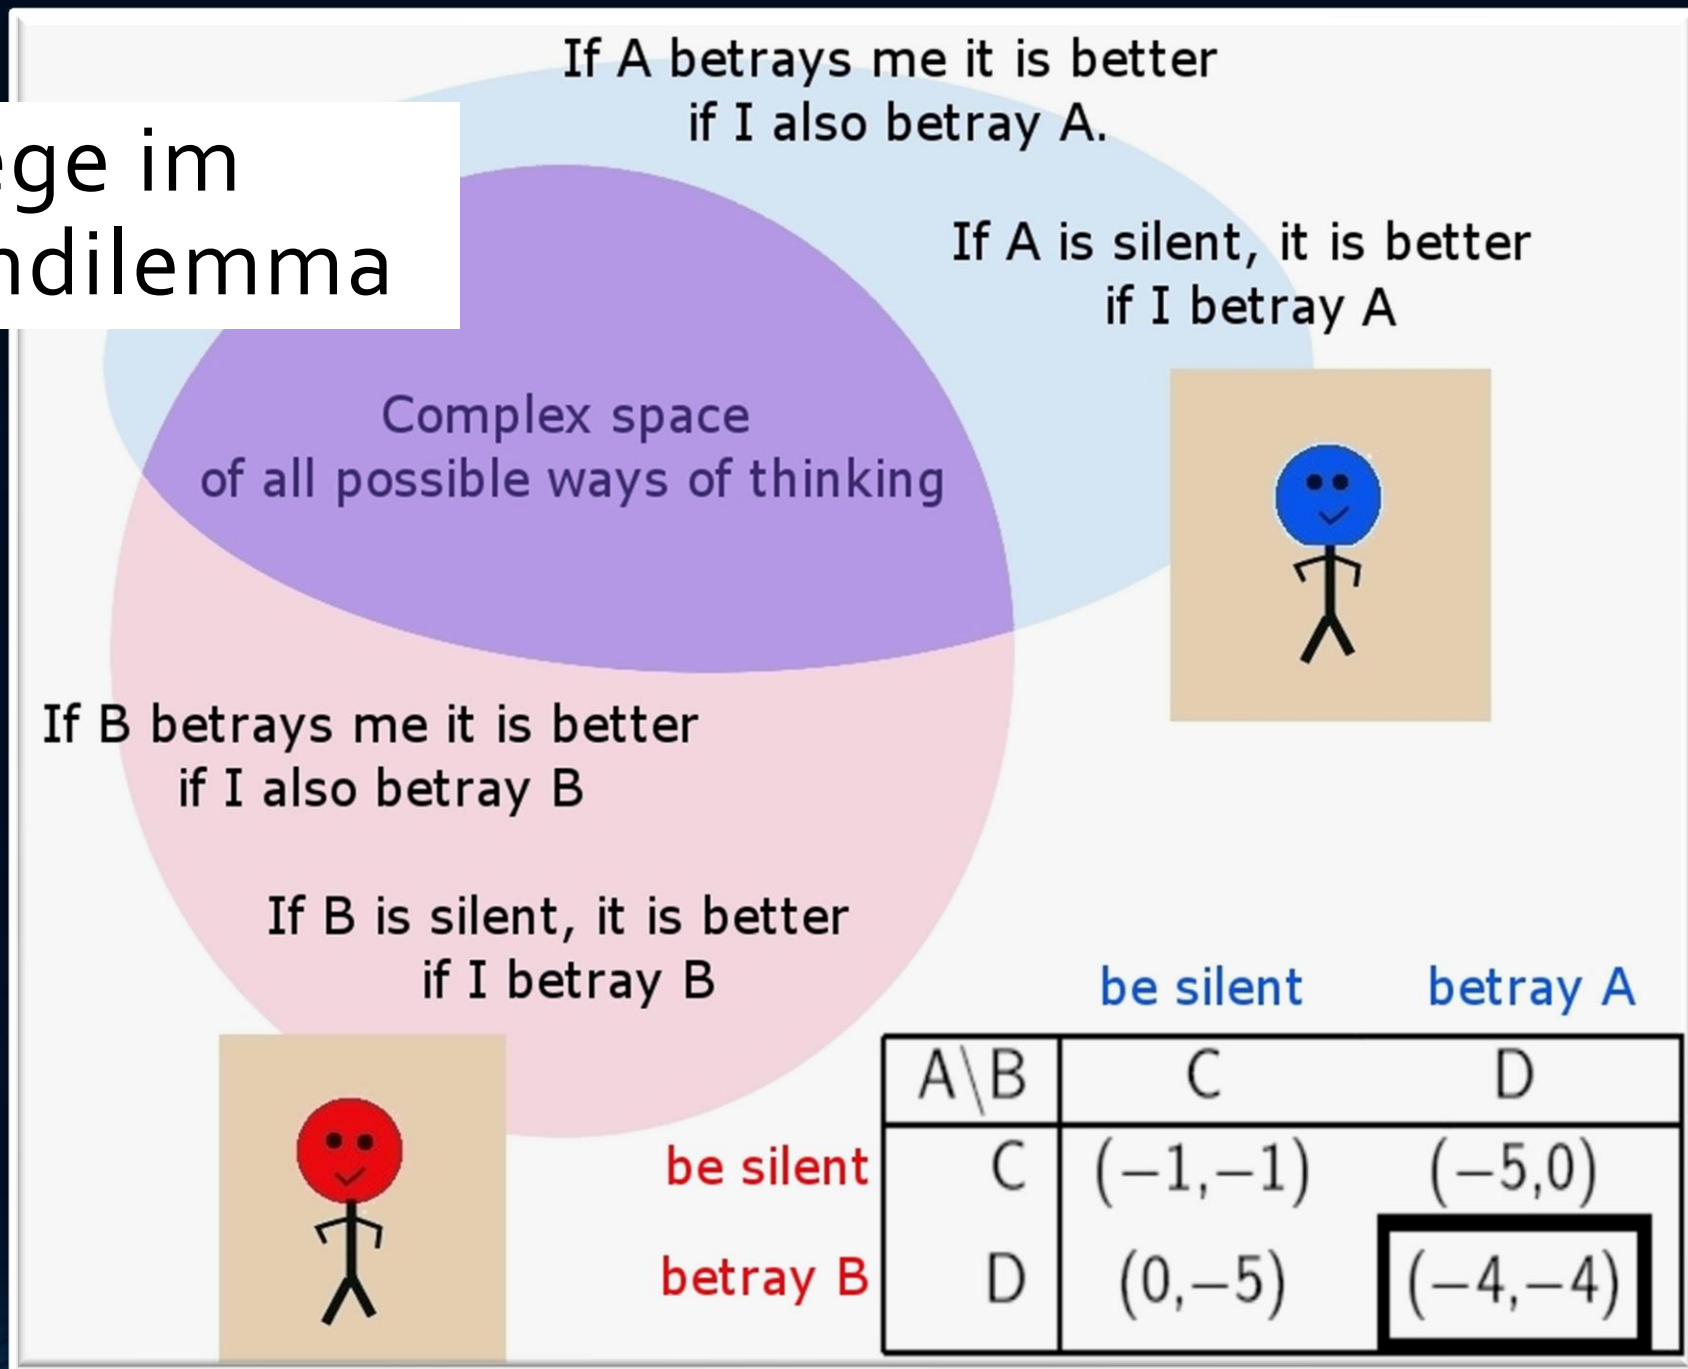 If A betrays me it is better
if I also betray A.
ege im
ndilemma
If A is silent, it is better
if I betray A
Complex space
of all possible ways of thinking
If B betrays me it is better
if I also betray B
If B is silent, it is better
if I betray B
be silent betray A
A\B C D
be silent C (−1,−1) (−5,0)
betray B D (0,−5) (−4,−4)